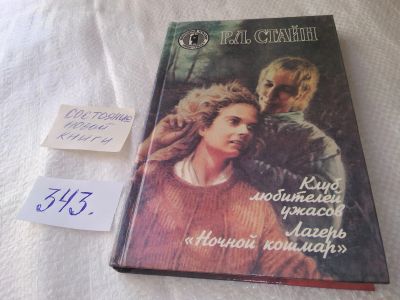 Р.Л. СТАЙН
Клуб
любителей
ужасов
Лагерь
«Ночной кошмар»
СОСТОЯНИЕ
НОВОЙ
КНИГИ
343.